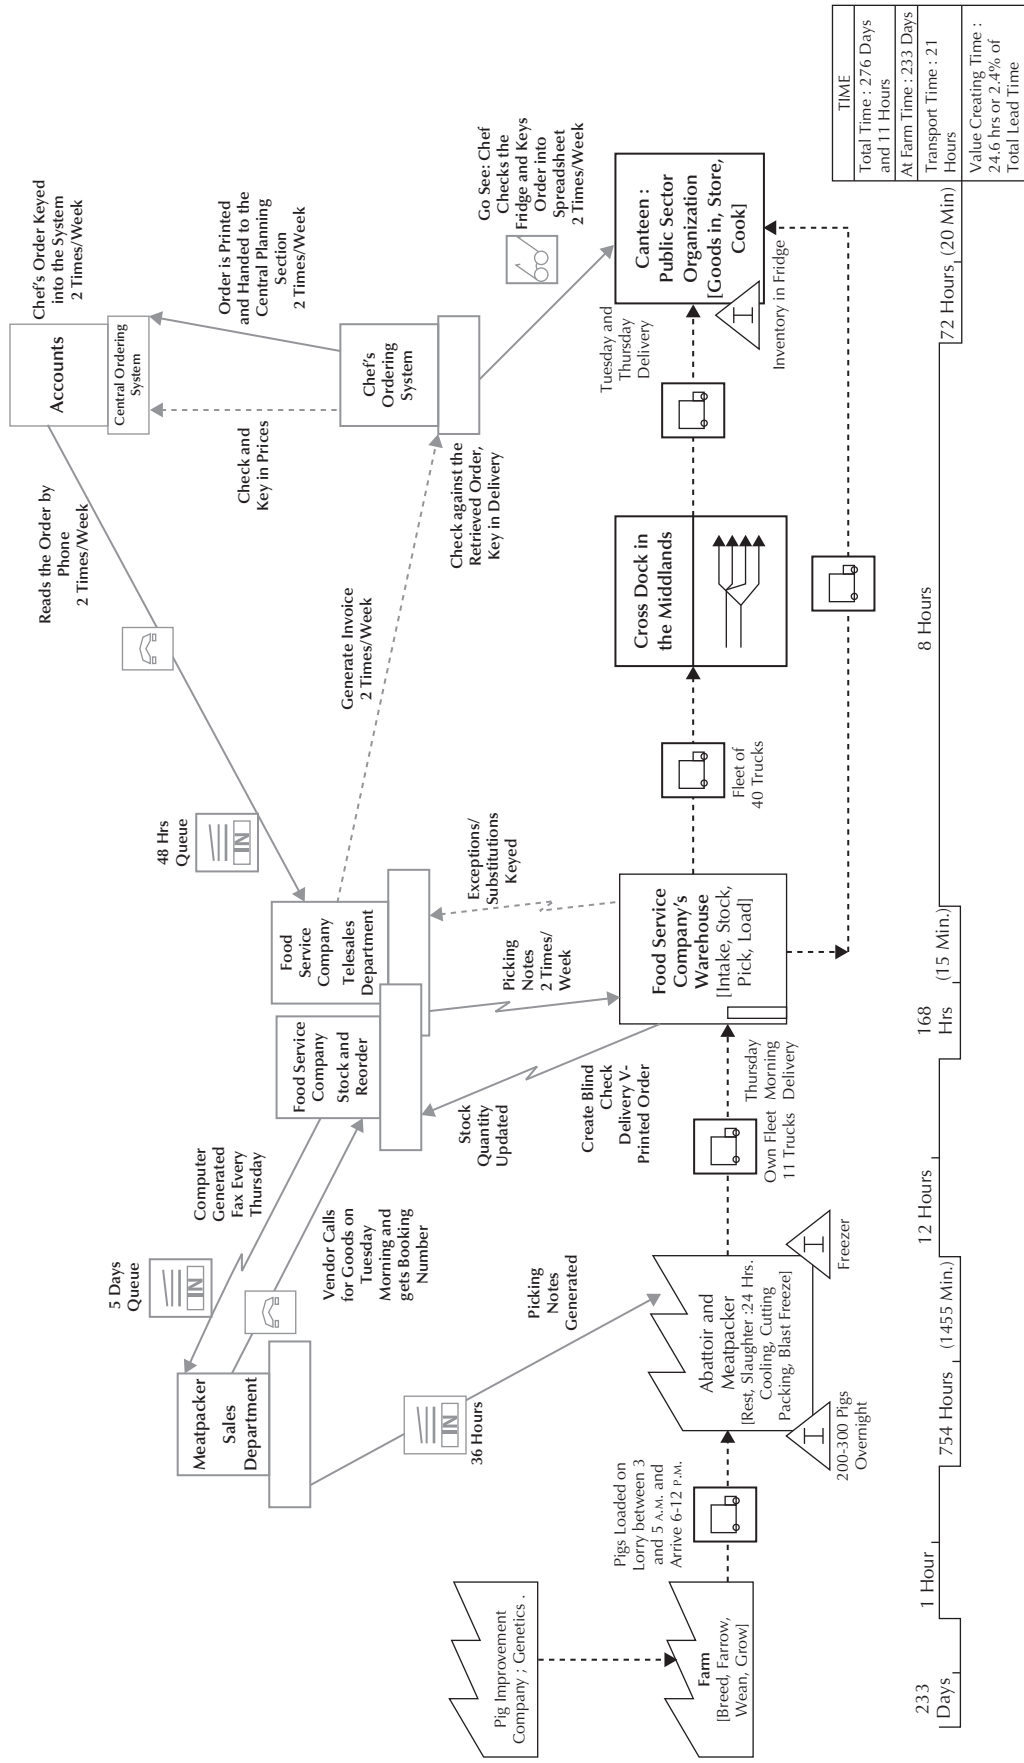 Chef's Order Keyed
into the System
2 Times/Week
Accounts
Central Ordering
System
Order is Printed
and Handed to the
Central Planning
Section
2 Times/Week
Chef's
Ordering
System
Go See: Chef
Checks the
Fridge and Keys
Order into
Spreadsheet
2 Times/Week
Check and
Key in Prices
Reads the Order by
Phone
2 Times/Week
Check against the
Retrieved Order,
Key in Delivery
Generate Invoice
2 Times/Week
48 Hrs
Queue
IN
Food
Service
Company
Telesales
Department
Food Service
Company
Stock and
Reorder
Exceptions/
Substitutions
Keyed
Picking
Notes
2 Times/
Week
Stock
Quantity
Updated
Create Blind
Check
Delivery V-
Printed Order
Computer
Generated
Fax Every
Thursday
5 Days
Queue
IN
Vendor Calls
for Goods on
Tuesday
Morning and
gets Booking
Number
Meatpacker
Sales
Department
Picking
Notes
Generated
IN
36 Hours
Pig Improvement
Company ; Genetics .
Farm
[Breed, Farrow,
Wean, Grow]
Pigs Loaded on
Lorry between 3
and 5 A.M. and
Arrive 6-12 P.M.
Abattoir and
Meatpacker
[Rest, Slaughter :24 Hrs.
Cooling, Cutting
Packing, Blast Freeze]
I
200-300 Pigs
Overnight
I
Freezer
Own Fleet
11 Trucks
Thursday
Morning
Delivery
Food Service
Company's
Warehouse
[Intake, Stock,
Pick, Load]
Fleet of
40 Trucks
Cross Dock in
the Middlands
Tuesday and
Thursday
Delivery
Canteen :
Public Sector
Organization
[Goods in, Store,
Cook]
I
Inventory in Fridge
233
Days
1 Hour
754 Hours
(1455 Min.)
12 Hours
168
Hrs
(15 Min.)
8 Hours
72 Hours
(20 Min)
TIME
Total Time : 276 Days
and 11 Hours
At Farm Time : 233 Days
Transport Time : 21
Hours
Value Creating Time :
24.6 hrs or 2.4% of
Total Lead Time